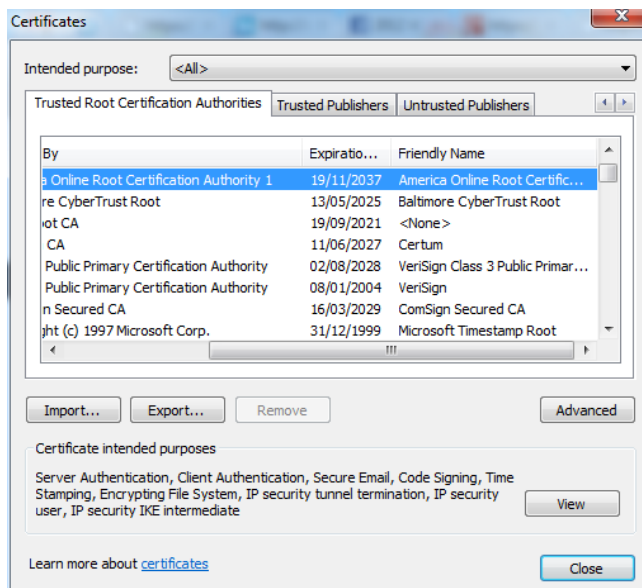 Certificates
Intended purpose: <All>
Trusted Root Certification Authorities Trusted Publishers Untrusted Publishers
By Expiratio... Friendly Name
a Online Root Certification Authority 1 19/11/2037 America Online Root Certific...
re CyberTrust Root 13/05/2025 Baltimore CyberTrust Root
ot CA 19/09/2021 <None>
CA 11/06/2027 Certum
Public Primary Certification Authority 02/08/2028 VeriSign Class 3 Public Primar...
Public Primary Certification Authority 08/01/2004 VeriSign
n Secured CA 16/03/2029 ComSign Secured CA
ght (c) 1997 Microsoft Corp. 31/12/1999 Microsoft Timestamp Root
Import... Export... Remove Advanced
Certificate intended purposes
Server Authentication, Client Authentication, Secure Email, Code Signing, Time
Stamping, Encrypting File System, IP security tunnel termination, IP security
user, IP security IKE intermediate
View
Learn more about certificates
Close